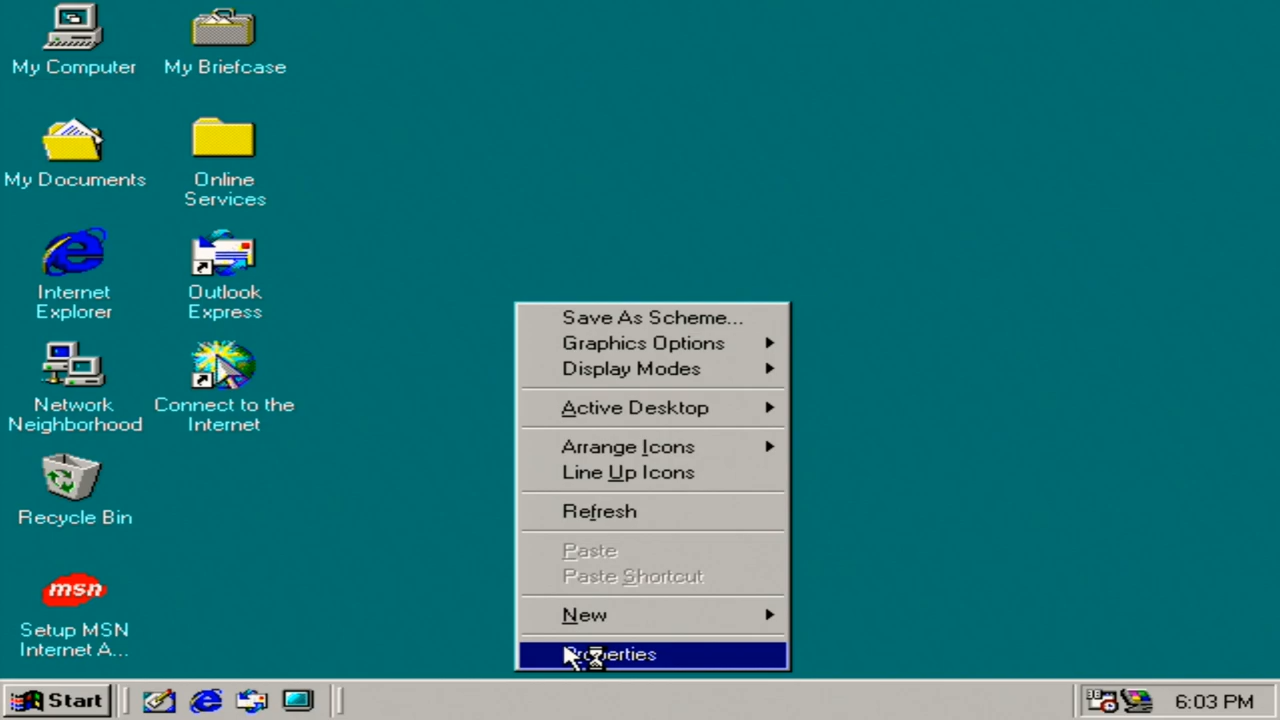 My Computer
My Briefcase
My Documents
Online
Services
Internet
Explorer
Outlook
Express
Network
Neighborhood
Connect to the
Internet
Recycle Bin
msn
Setup MSN
Internet A...
Save As Scheme...
Graphics Options
Display Modes
Active Desktop
Arrange Icons
Line Up Icons
Refresh
Paste
Paste Shortcut
New
Properties
Start
6:03 PM